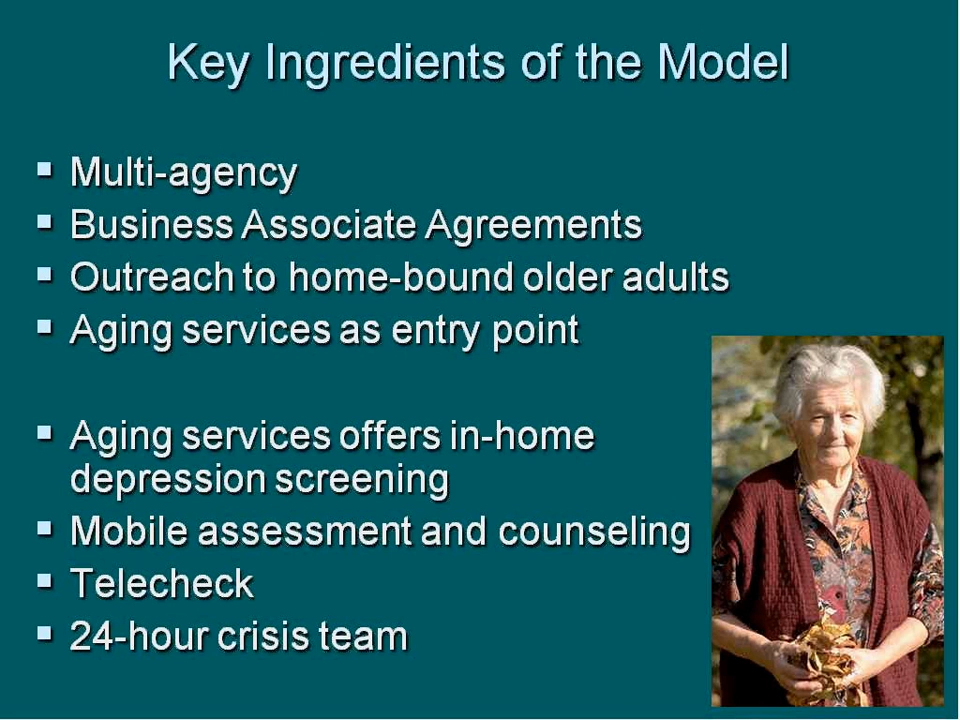 Key Ingredients of the Model
▪ Multi-agency
▪ Business Associate Agreements
▪ Outreach to home-bound older adults
▪ Aging services as entry point
▪ Aging services offers in-home
depression screening
▪ Mobile assessment and counseling
▪ Telecheck
▪ 24-hour crisis team